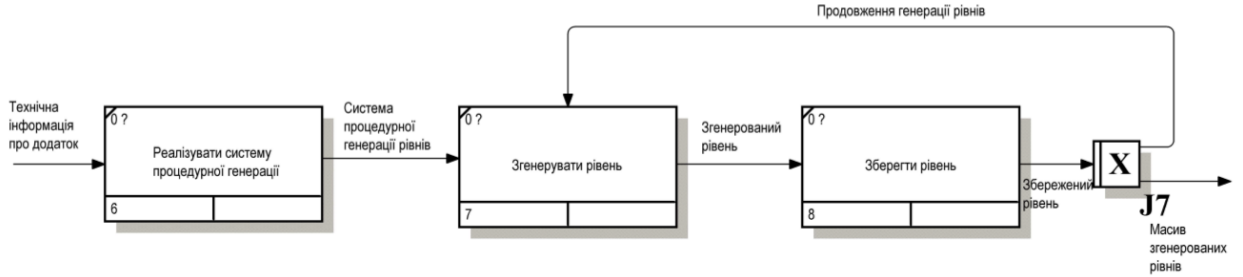 Продовження генерації рівнів
Технічна
інформація
про додаток
0 ?
Реалізувати систему
процедурної генерації
6
Система
процедурної
генерації рівнів
0 ?
Згенерувати рівень
7
Згенерований
рівень
0 ?
Зберегти рівень
8
Збережений
рівень
X
J7
Масив
згенерованих
рівнів